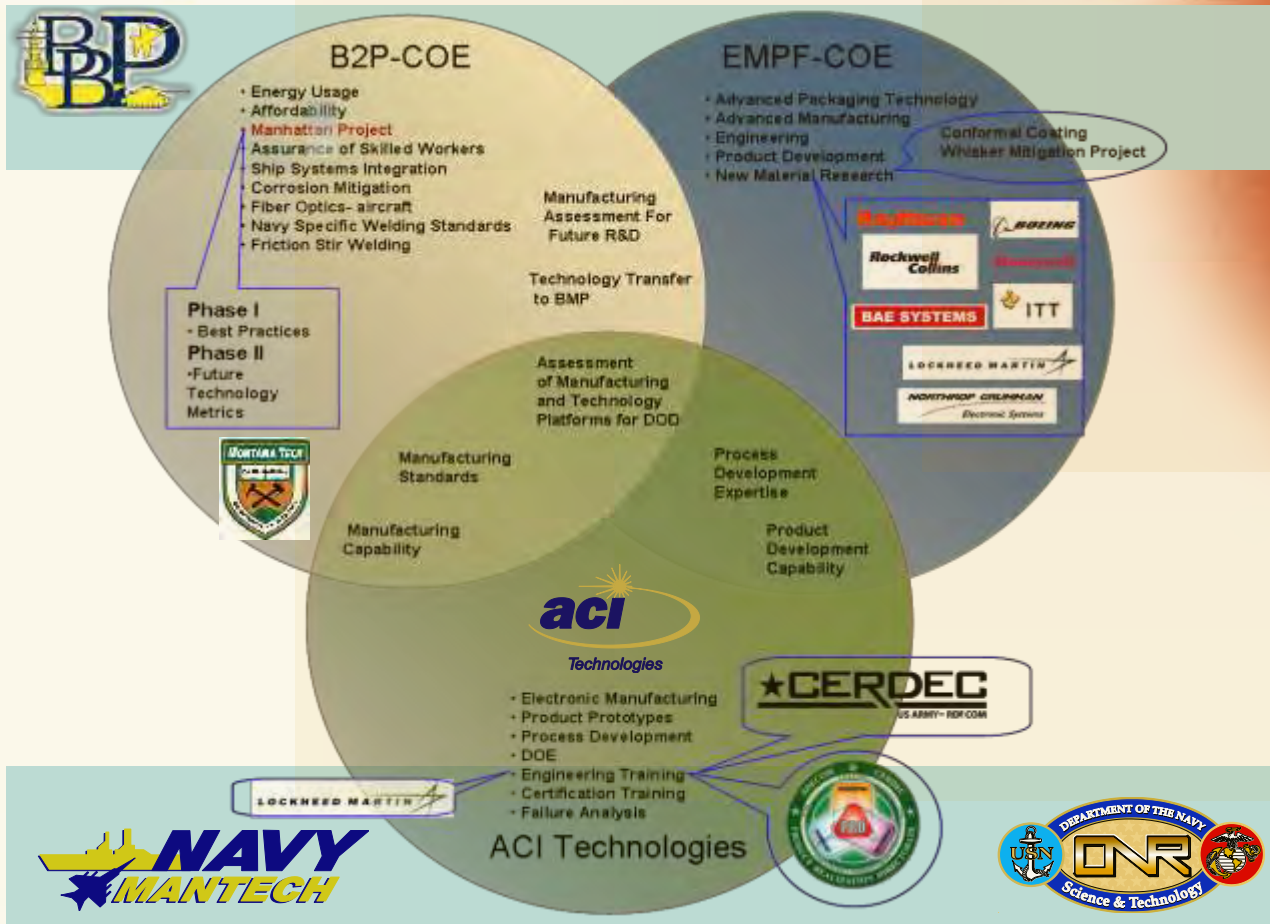 BBP
B2P-COE
• Energy Usage
• Affordability
• Manhattan Project
• Assurance of Skilled Workers
• Ship Systems Integration
• Corrosion Mitigation
• Fiber Optics- aircraft
• Navy Specific Welding Standards
• Friction Stir Welding
Phase I
• Best Practices
Phase II
•Future
Technology
Metrics
MONTANA TECH
Manufacturing
Assessment For
Future R&D
Technology Transfer
to BMP
EMPF-COE
• Advanced Packaging Technology
• Advanced Manufacturing
• Engineering
• Product Development
• New Material Research
Conformal Coating
Whisker Mitigation Project
Raytheon
BOEING
Rockwell
Collins
Honeywell
BAE SYSTEMS
ITT
LOCKHEED MARTIN
NORTHROP GRUMMAN
Electronic Systems
Assessment
of Manufacturing
and Technology
Platforms for DOD
Manufacturing
Standards
Manufacturing
Capability
Process
Development
Expertise
Product
Development
Capability
aci
Technologies
• Electronic Manufacturing
• Product Prototypes
• Process Development
• DOE
• Engineering Training
• Certification Training
• Failure Analysis
ACI Technologies
★CERDEC
US ARMY - RDECOM
LOCKHEED MARTIN
NAVY
MANTECH
DEPARTMENT OF THE NAVY
USN
ONR
Science & Technology